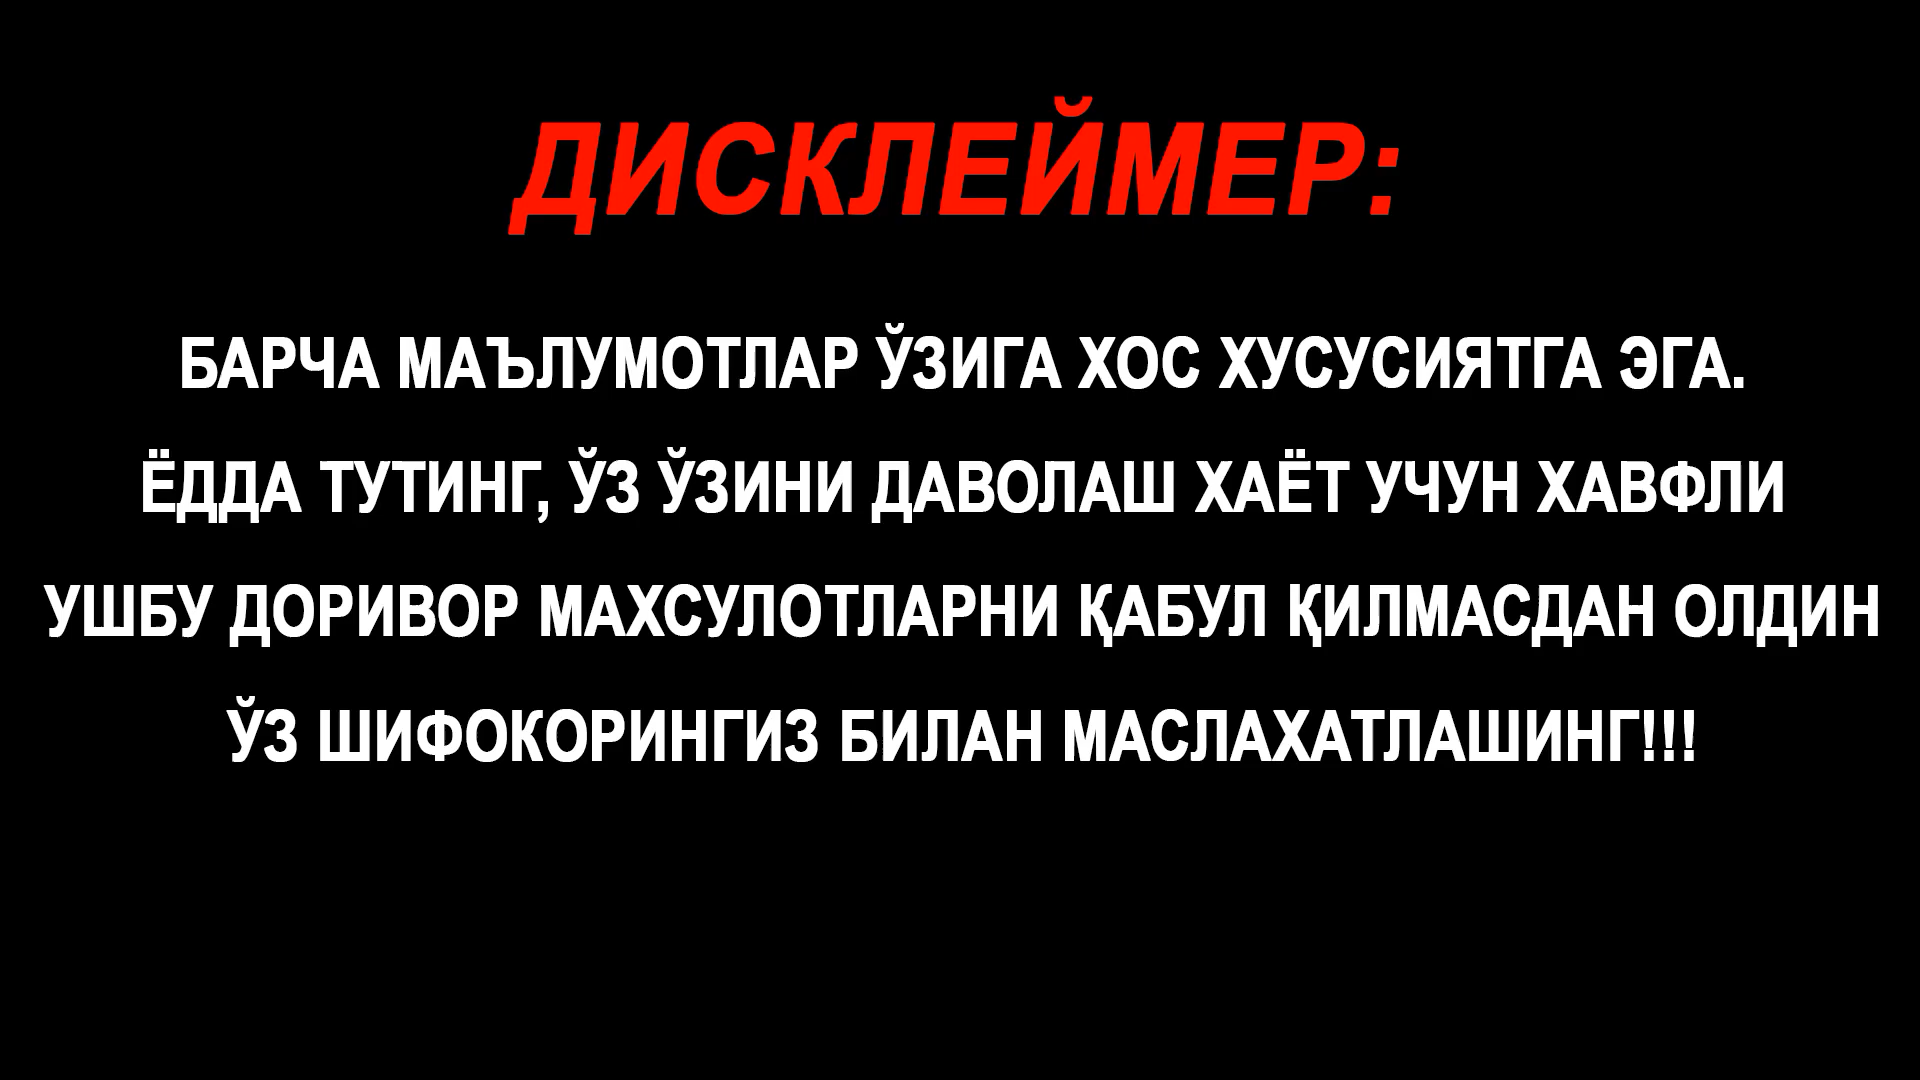 ДИСКЛЕЙМЕР:
БАРЧА МАЪЛУМОТЛАР ЎЗИГА ХОС ХУСУСИЯТГА ЭГА.
ЁДДА ТУТИНГ, ЎЗ ЎЗИНИ ДАВОЛАШ ХАЁТ УЧУН ХАВФЛИ
УШБУ ДОРИВОР МАХСУЛОТЛАРНИ ҚАБУЛ ҚИЛМАСДАН ОЛДИН
ЎЗ ШИФОКОРИНГИЗ БИЛАН МАСЛАХАТЛАШИНГ!!!